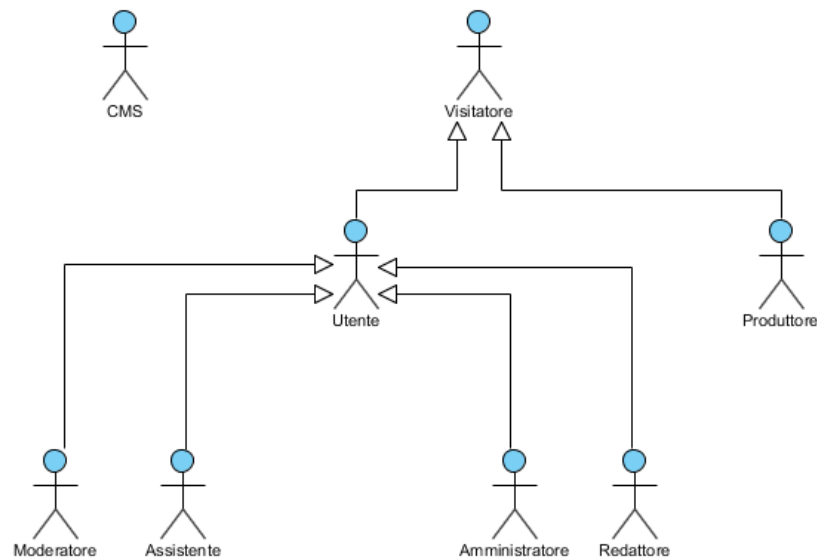 CMS
Visitatore
Utente
Produttore
Moderatore
Assistente
Amministratore
Redattore